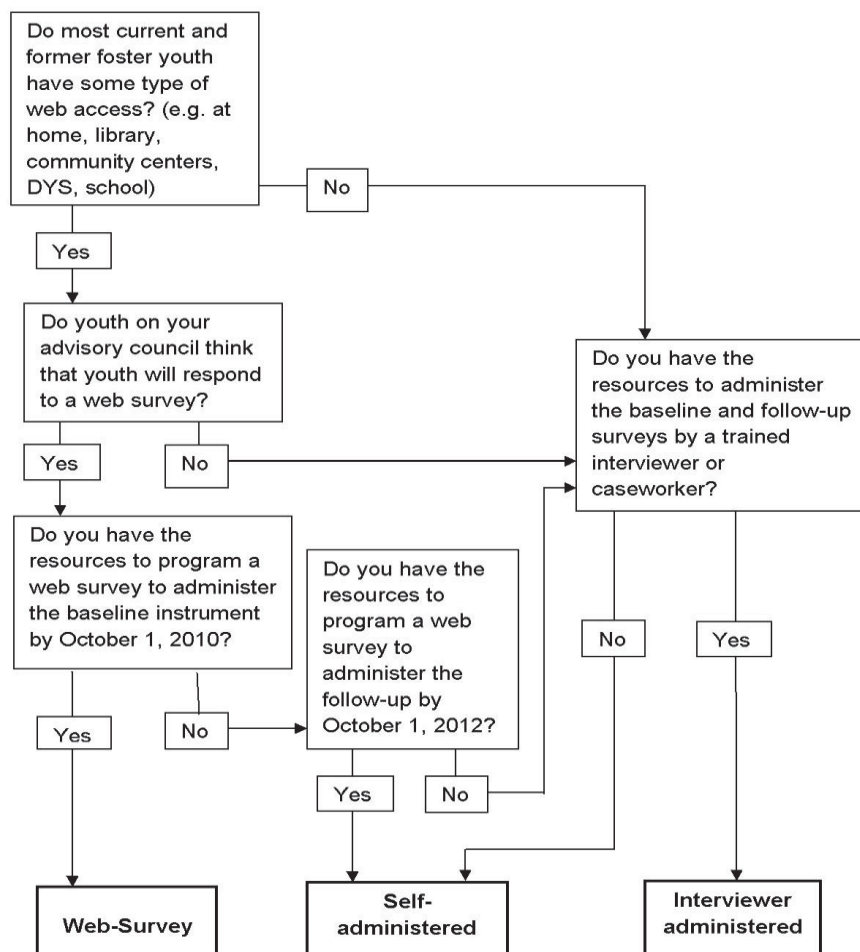 Do most current and
former foster youth
have some type of
web access? (e.g. at
home, library,
community centers,
DYS, school)
No
Yes
Do youth on your
advisory council think
that youth will respond
to a web survey?
Do you have the
resources to administer
the baseline and follow-up
surveys by a trained
interviewer or
caseworker?
Yes
No
Do you have the
resources to program a
web survey to administer
the baseline instrument
by October 1, 2010?
Do you have the
resources to
program a web
survey to
administer the
follow-up by
October 1, 2012?
No
Yes
Yes
No
Yes
No
Web-Survey
Self-
administered
Interviewer
administered